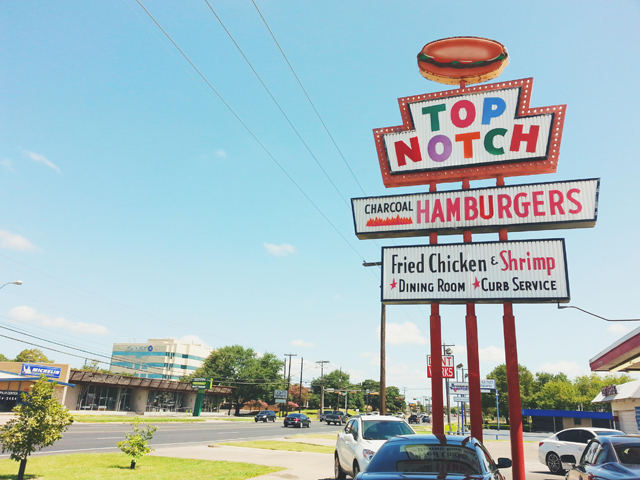 TOP
NOTCH
CHARCOAL HAMBURGERS
Fried Chicken & Shrimp
DINING ROOM CURB SERVICE
MICHELIN